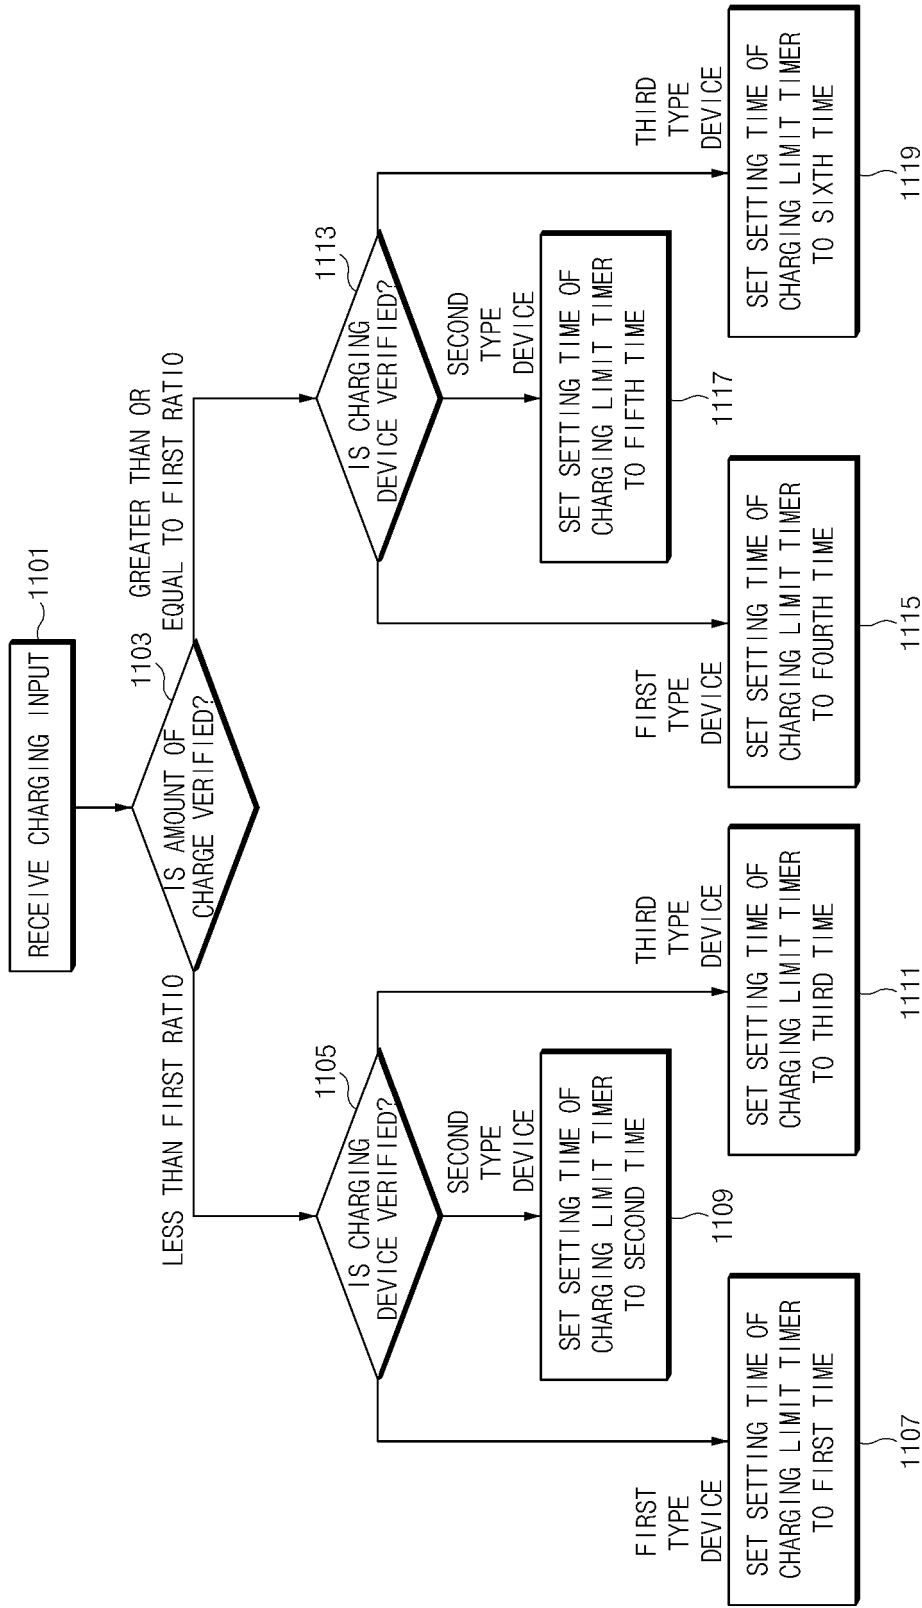 RECEIVE CHARGING INPUT
1101
IS AMOUNT OF
CHARGE VERIFIED?
1103
LESS THAN FIRST RATIO
GREATER THAN OR
EQUAL TO FIRST RATIO
IS CHARGING
DEVICE VERIFIED?
1105
FIRST
TYPE
DEVICE
SECOND
TYPE
DEVICE
THIRD
TYPE
DEVICE
SET SETTING TIME OF
CHARGING LIMIT TIMER
TO FIRST TIME
1107
SET SETTING TIME OF
CHARGING LIMIT TIMER
TO SECOND TIME
1109
SET SETTING TIME OF
CHARGING LIMIT TIMER
TO THIRD TIME
1111
IS CHARGING
DEVICE VERIFIED?
1113
FIRST
TYPE
DEVICE
SECOND
TYPE
DEVICE
THIRD
TYPE
DEVICE
SET SETTING TIME OF
CHARGING LIMIT TIMER
TO FOURTH TIME
1115
SET SETTING TIME OF
CHARGING LIMIT TIMER
TO FIFTH TIME
1117
SET SETTING TIME OF
CHARGING LIMIT TIMER
TO SIXTH TIME
1119